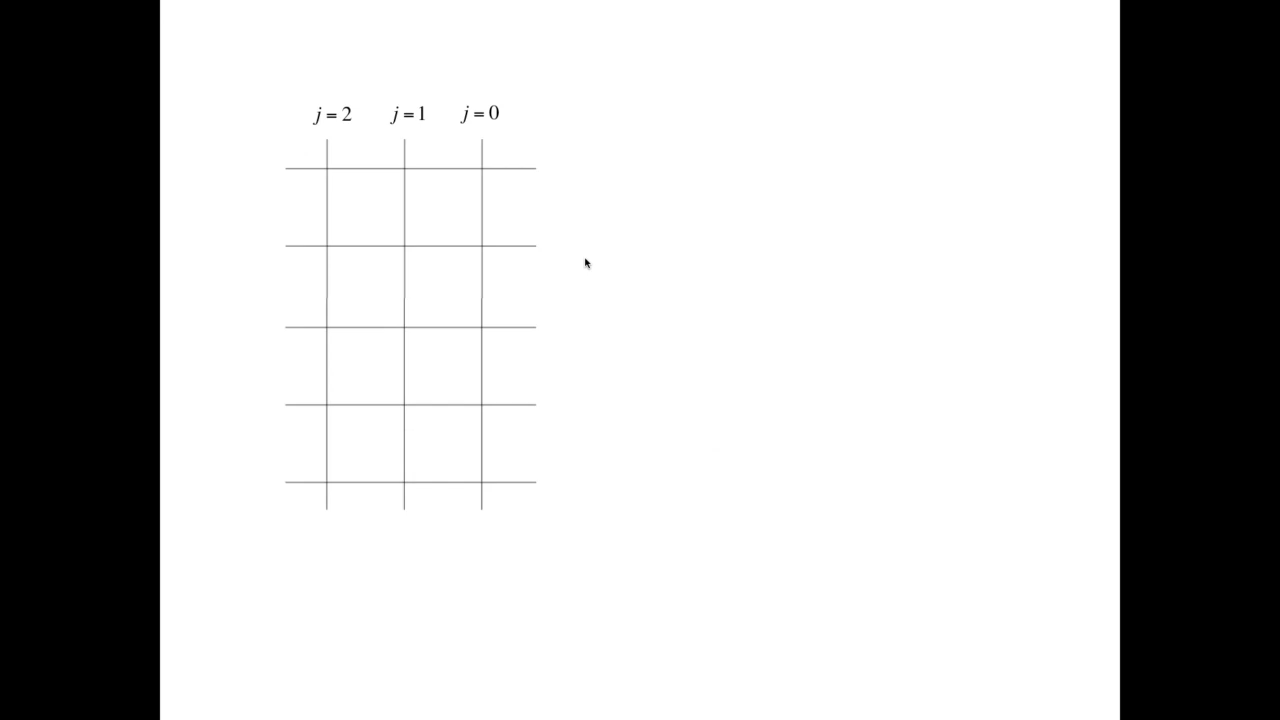 j = 2 j = 1 j = 0